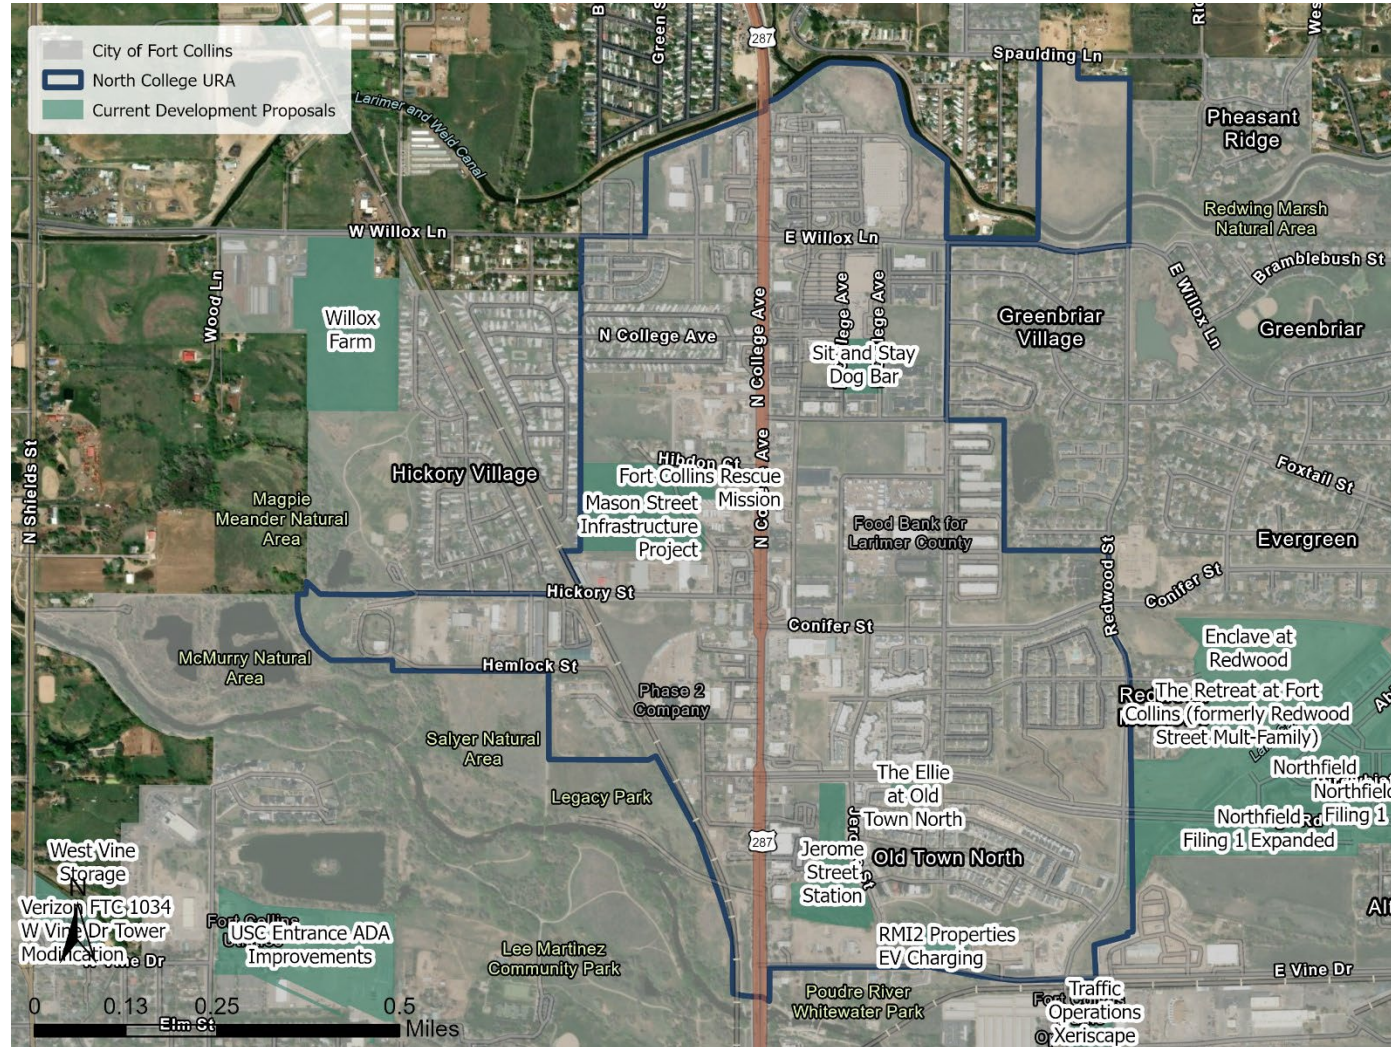 City of Fort Collins
North College URA
Current Development Proposals
287
Green S
Spaulding Ln
Larimer and Weld Canal
Pheasant
Ridge
Redwing Marsh
Natural Area
W Willox Ln
E Willox Ln
Bramblebush St
E Willox Ln
Wood Ln
Willox
Farm
N College Ave
N College Ave
Greenbriar
Village
Greenbriar
Sit and Stay
Dog Bar
N Shields St
Hickory Village
Hibdon St
Fort Collins Rescue
Mission
Mason Street
Infrastructure
Project
Magpie
Meander Natural
Area
Foxtail St
Food Bank for
Larimer County
Evergreen
Redwood St
Hickory St
Conifer St
Conifer St
McMurry Natural
Area
Hemlock St
Enclave at
Redwood
Phase 2
Company
The Retreat at Fort
Collins (formerly Redwood
Street Mult-Family)
Salyer Natural
Area
Legacy Park
The Ellie
at Old
Town North
Northfield
Northfield
Filing 1
Northfield
Filing 1 Expanded
287
Jerome
Street
Station
Old Town North
West Vine
Storage
N
Verizon FTC 1034
W Vine Dr Tower
Modification
W Vine Dr
Fort Collins
USC Entrance ADA
Improvements
Lee Martinez
Community Park
RMI2 Properties
EV Charging
E Vine Dr
Poudre River
Whitewater Park
Traffic
Operations
Xeriscape
0 0.13 0.25 0.5
Miles
Elm St